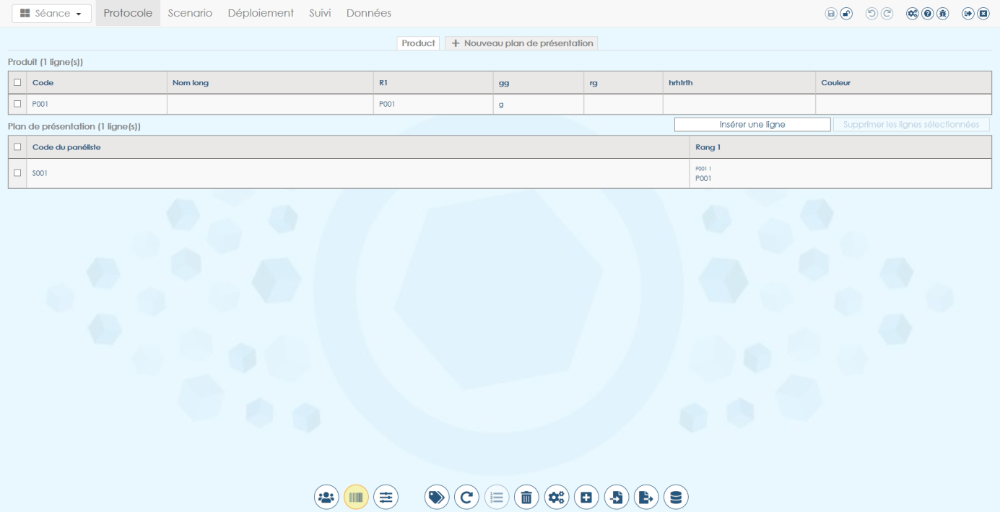 Séance
Protocole Scenario Déploiement Suivi Données
Product + Nouveau plan de présentation
Produit (1 ligne(s))
Code Nom long R1 gg rg hrhtrth Couleur
P001 P001 g
Plan de présentation (1 ligne(s)) Insérer une ligne Supprimer les lignes sélectionnées
Code du panéliste Rang 1
S001 P001 1
P001